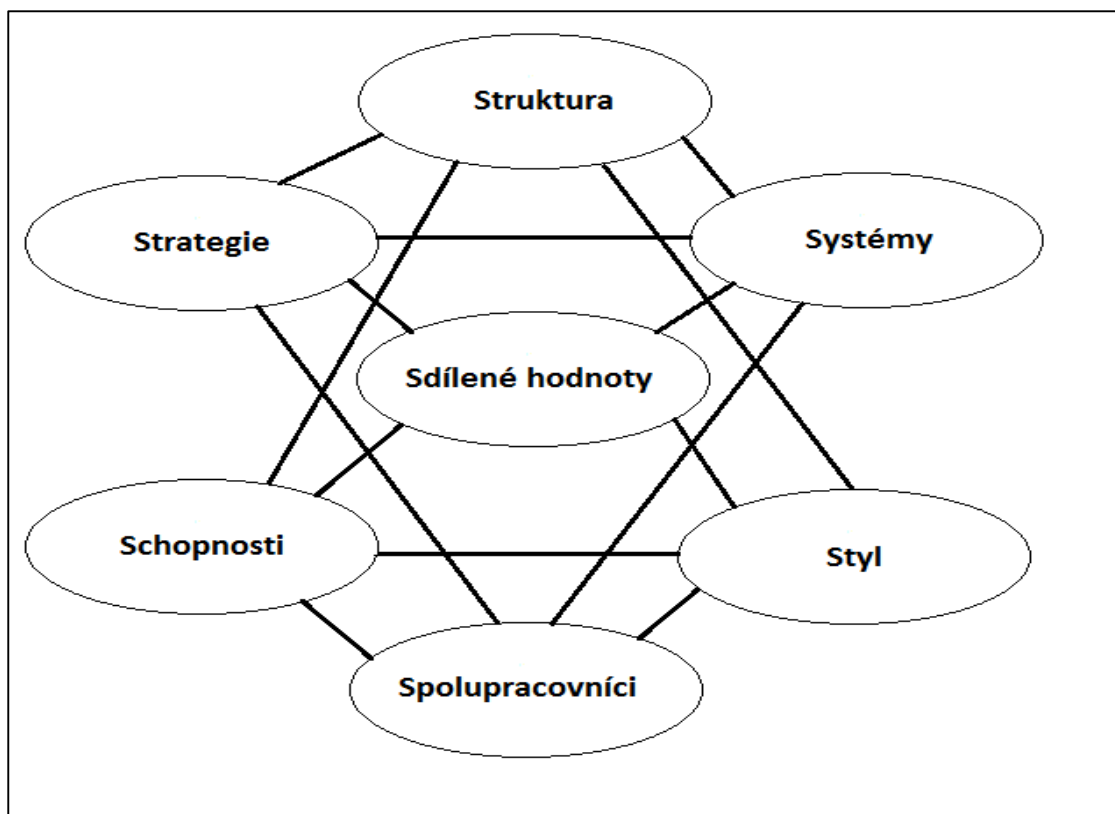 Struktura
Strategie
Systémy
Sdílené hodnoty
Schopnosti
Styl
Spolupracovníci